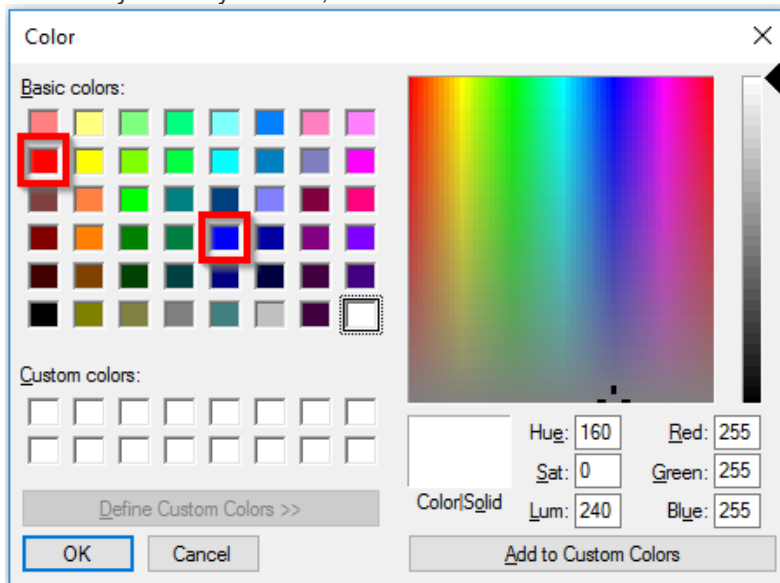 Color
Basic colors:
Custom colors:
Define Custom Colors >>
OK Cancel
Color|Solid
Hue: 160 Red: 255
Sat: 0 Green: 255
Lum: 240 Blue: 255
Add to Custom Colors